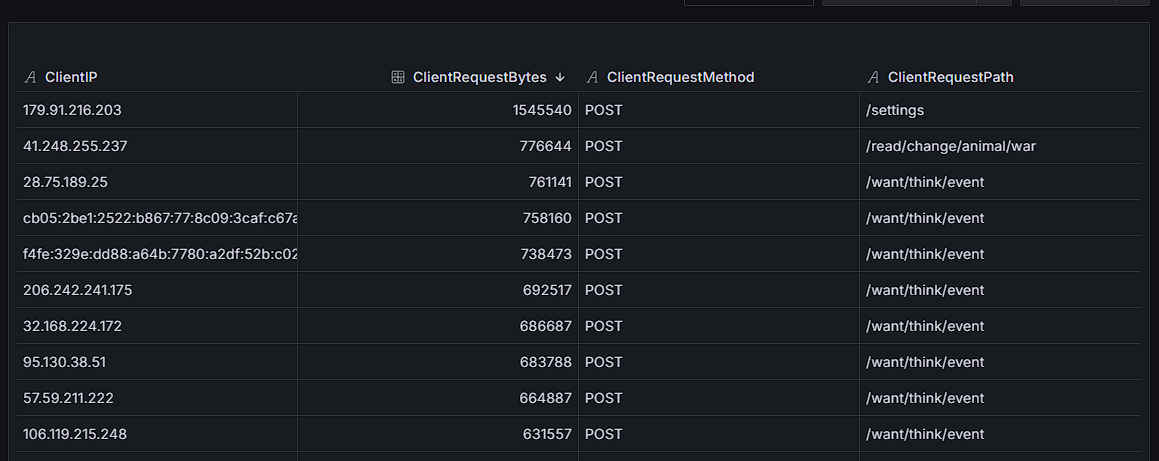 ClientIP ClientRequestBytes ↓ ClientRequestMethod ClientRequestPath
179.91.216.203 1545540 POST /settings
41.248.255.237 776644 POST /read/change/animal/war
28.75.189.25 761141 POST /want/think/event
cb05:2be1:2522:b867:77:8c09:3caf:c67a 758160 POST /want/think/event
f4fe:329e:dd88:a64b:7780:a2df:52b:c02 738473 POST /want/think/event
206.242.241.175 692517 POST /want/think/event
32.168.224.172 686687 POST /want/think/event
95.130.38.51 683788 POST /want/think/event
57.59.211.222 664887 POST /want/think/event
106.119.215.248 631557 POST /want/think/event